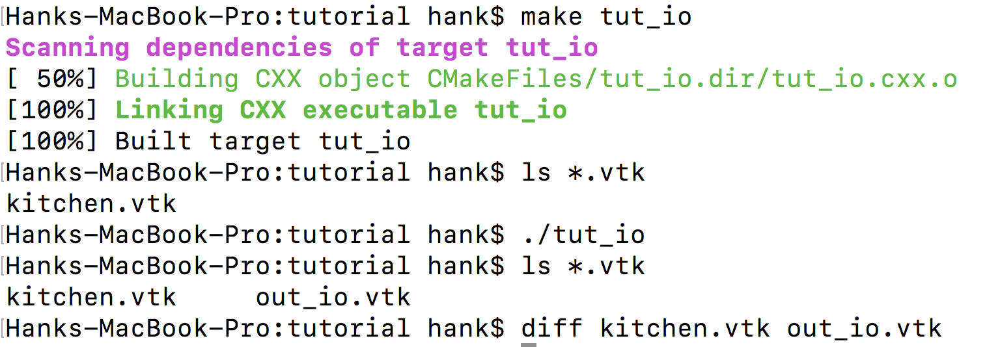 [Hanks-MacBook-Pro:tutorial hank$ make tut_io
Scanning dependencies of target tut_io
[ 50%] Building CXX object CMakeFiles/tut_io.dir/tut_io.cxx.o
[100%] Linking CXX executable tut_io
[100%] Built target tut_io
[Hanks-MacBook-Pro:tutorial hank$ ls *.vtk
kitchen.vtk
[Hanks-MacBook-Pro:tutorial hank$ ./tut_io
[Hanks-MacBook-Pro:tutorial hank$ ls *.vtk
kitchen.vtk     out_io.vtk
[Hanks-MacBook-Pro:tutorial hank$ diff kitchen.vtk out_io.vtk